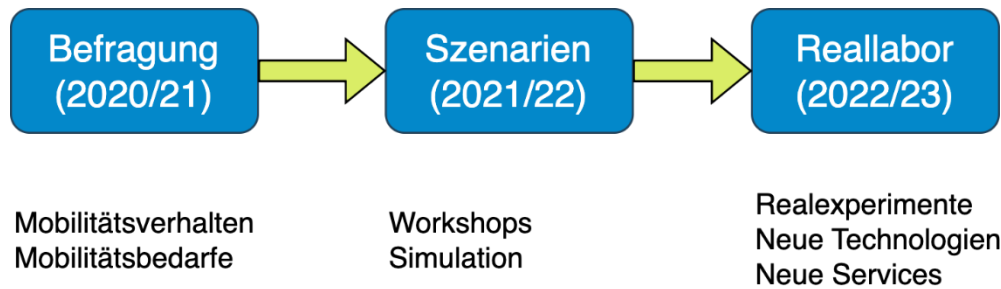 Befragung
(2020/21)
Szenarien
(2021/22)
Reallabor
(2022/23)
Mobilitätsverhalten
Mobilitätsbedarfe
Workshops
Simulation
Realexperimente
Neue Technologien
Neue Services